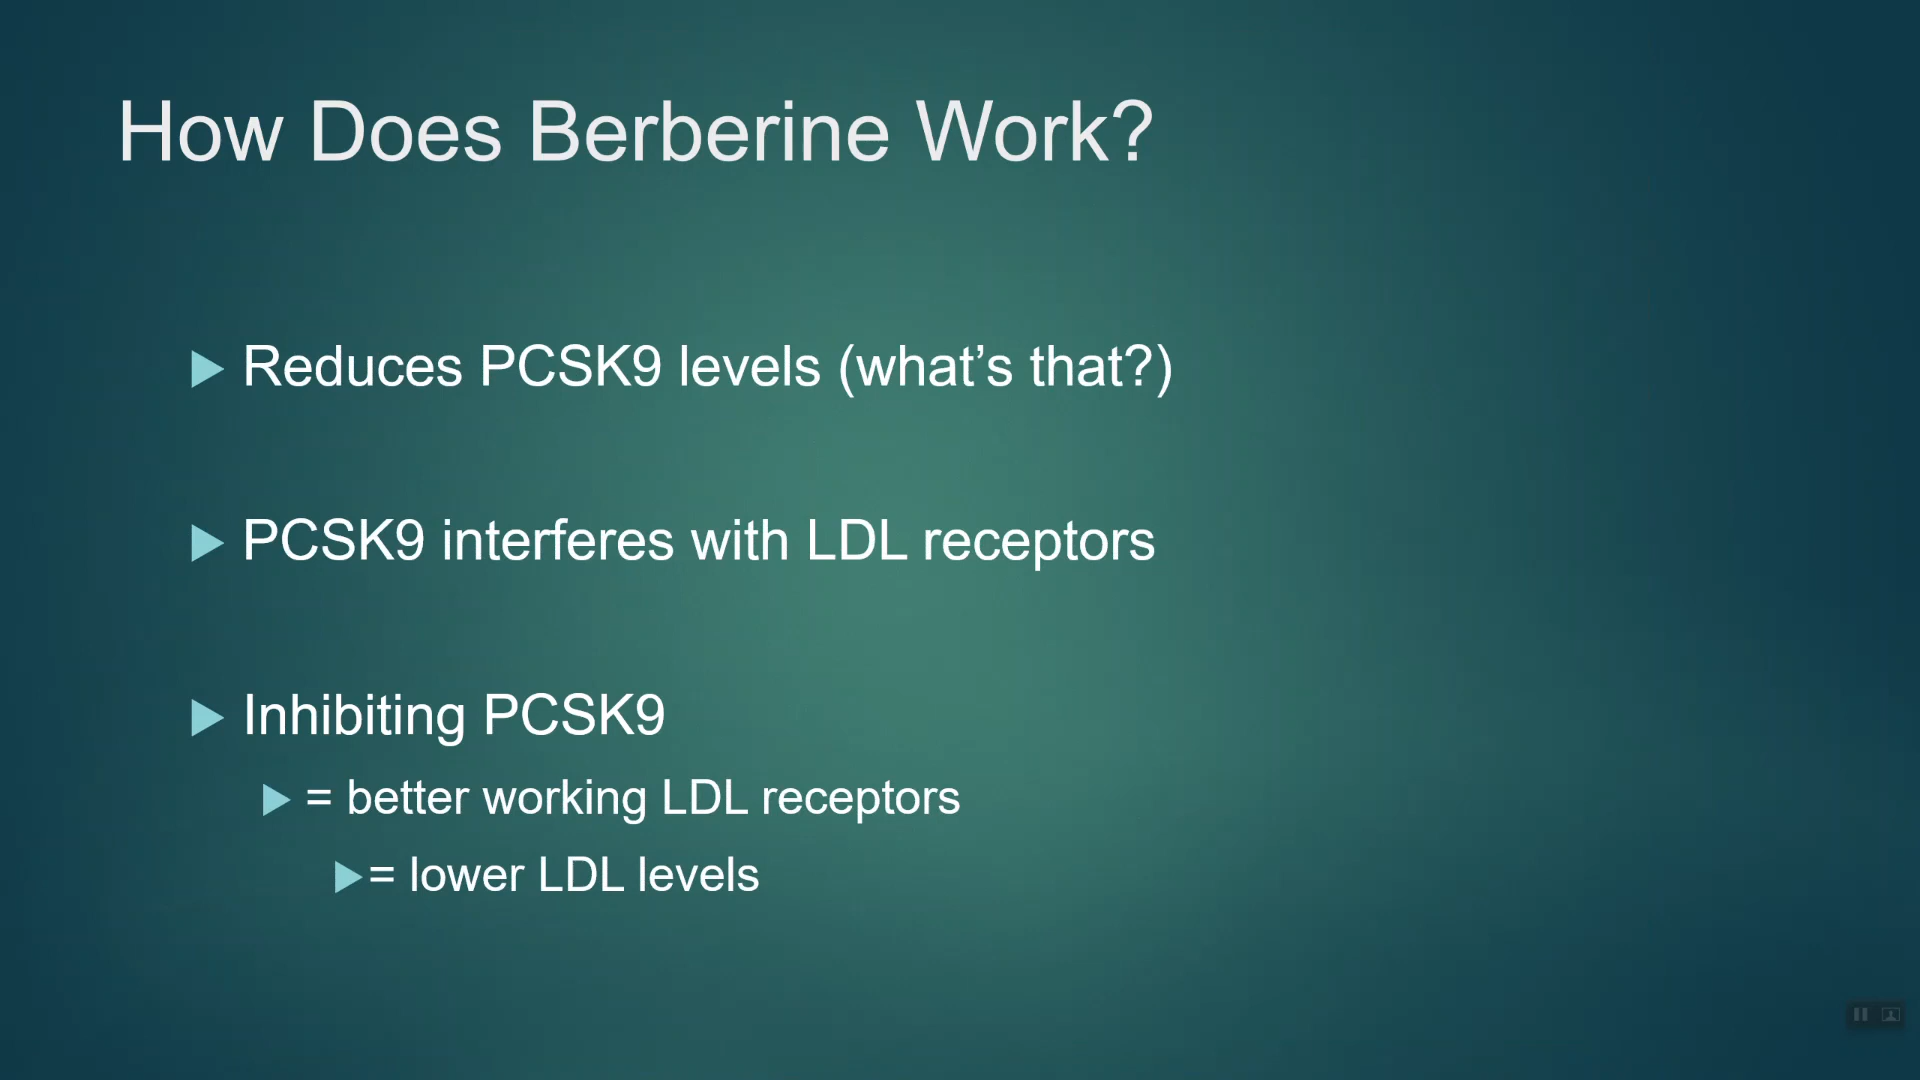 How Does Berberine Work?
Reduces PCSK9 levels (what’s that?)
PCSK9 interferes with LDL receptors
Inhibiting PCSK9
= better working LDL receptors
= lower LDL levels